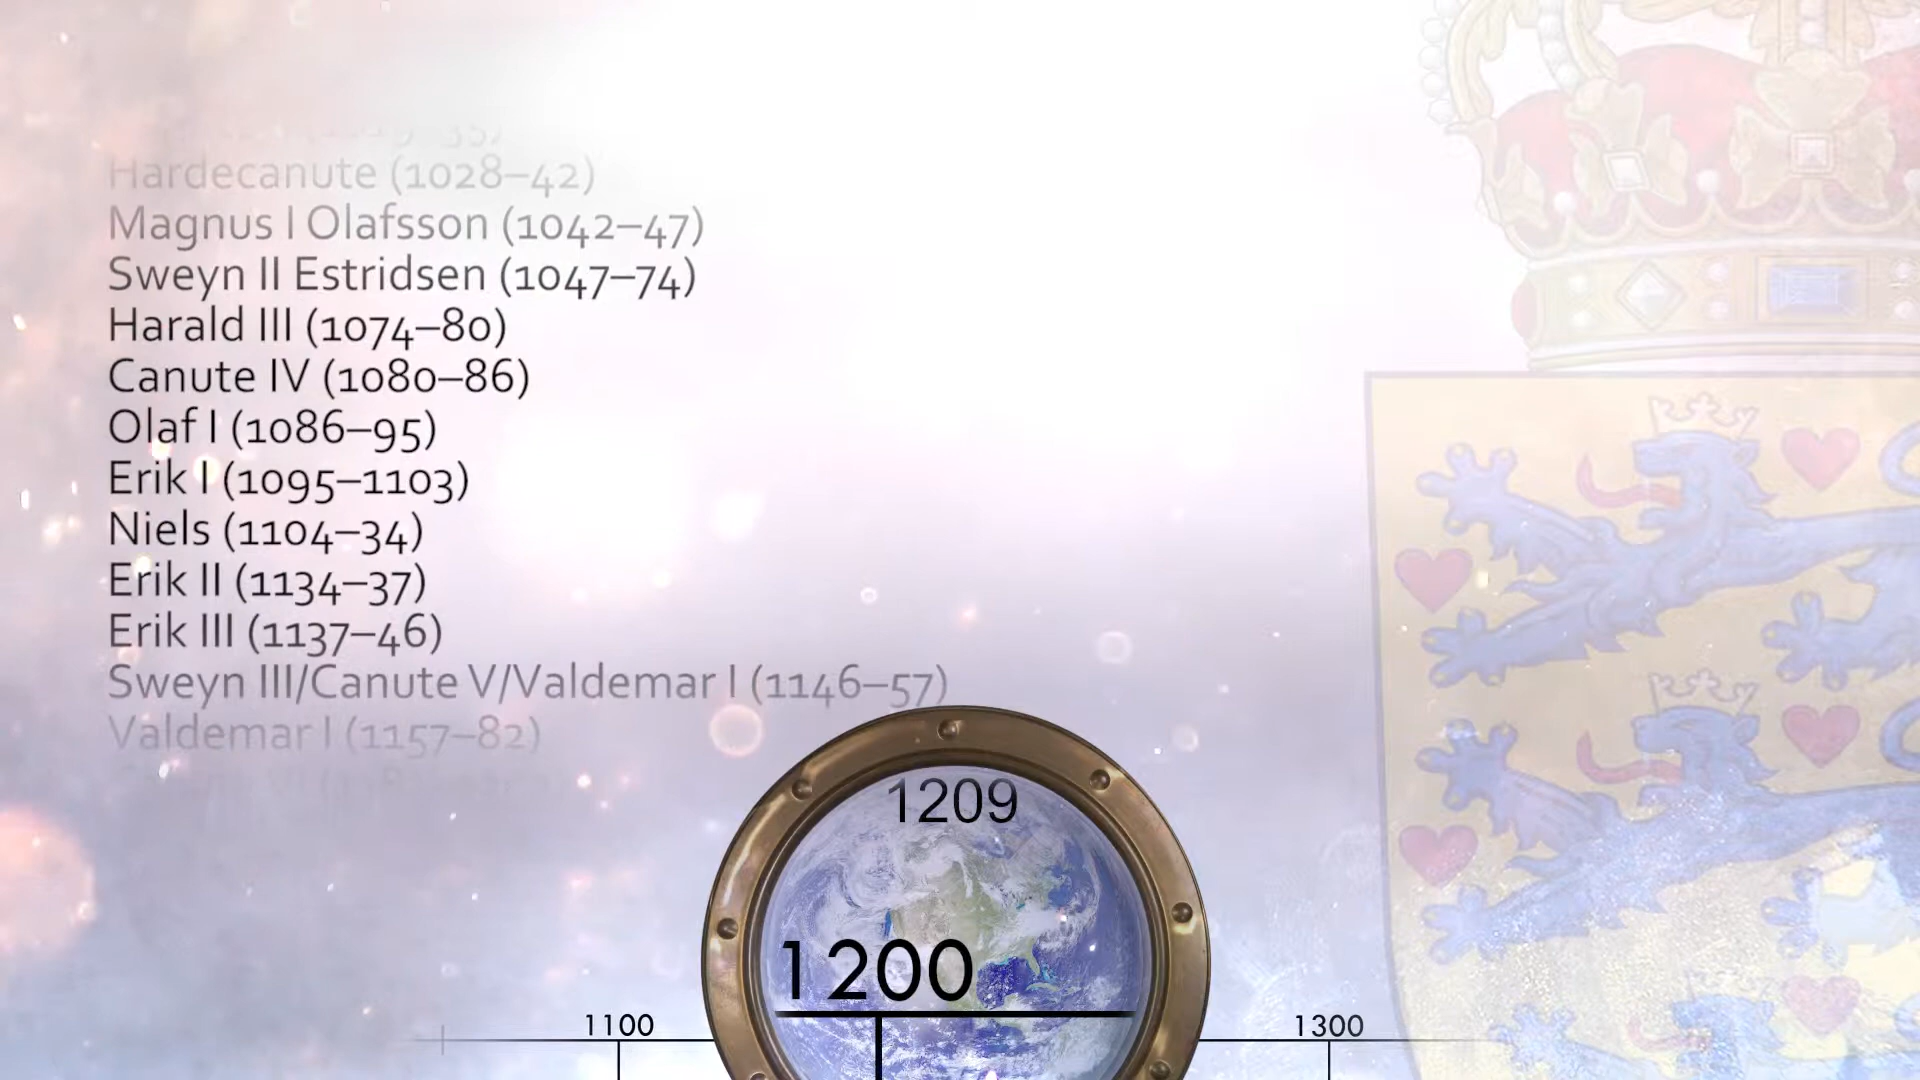 Hardecanute (1028–42)
Magnus I Olafsson (1042–47)
Sweyn II Estridsen (1047–74)
Harald III (1074–80)
Canute IV (1080–86)
Olaf I (1086–95)
Erik I (1095–1103)
Niels (1104–34)
Erik II (1134–37)
Erik III (1137–46)
Sweyn III/Canute V/Valdemar I (1146–57)
Valdemar I (1157–82)
1209
1200
1100
1300